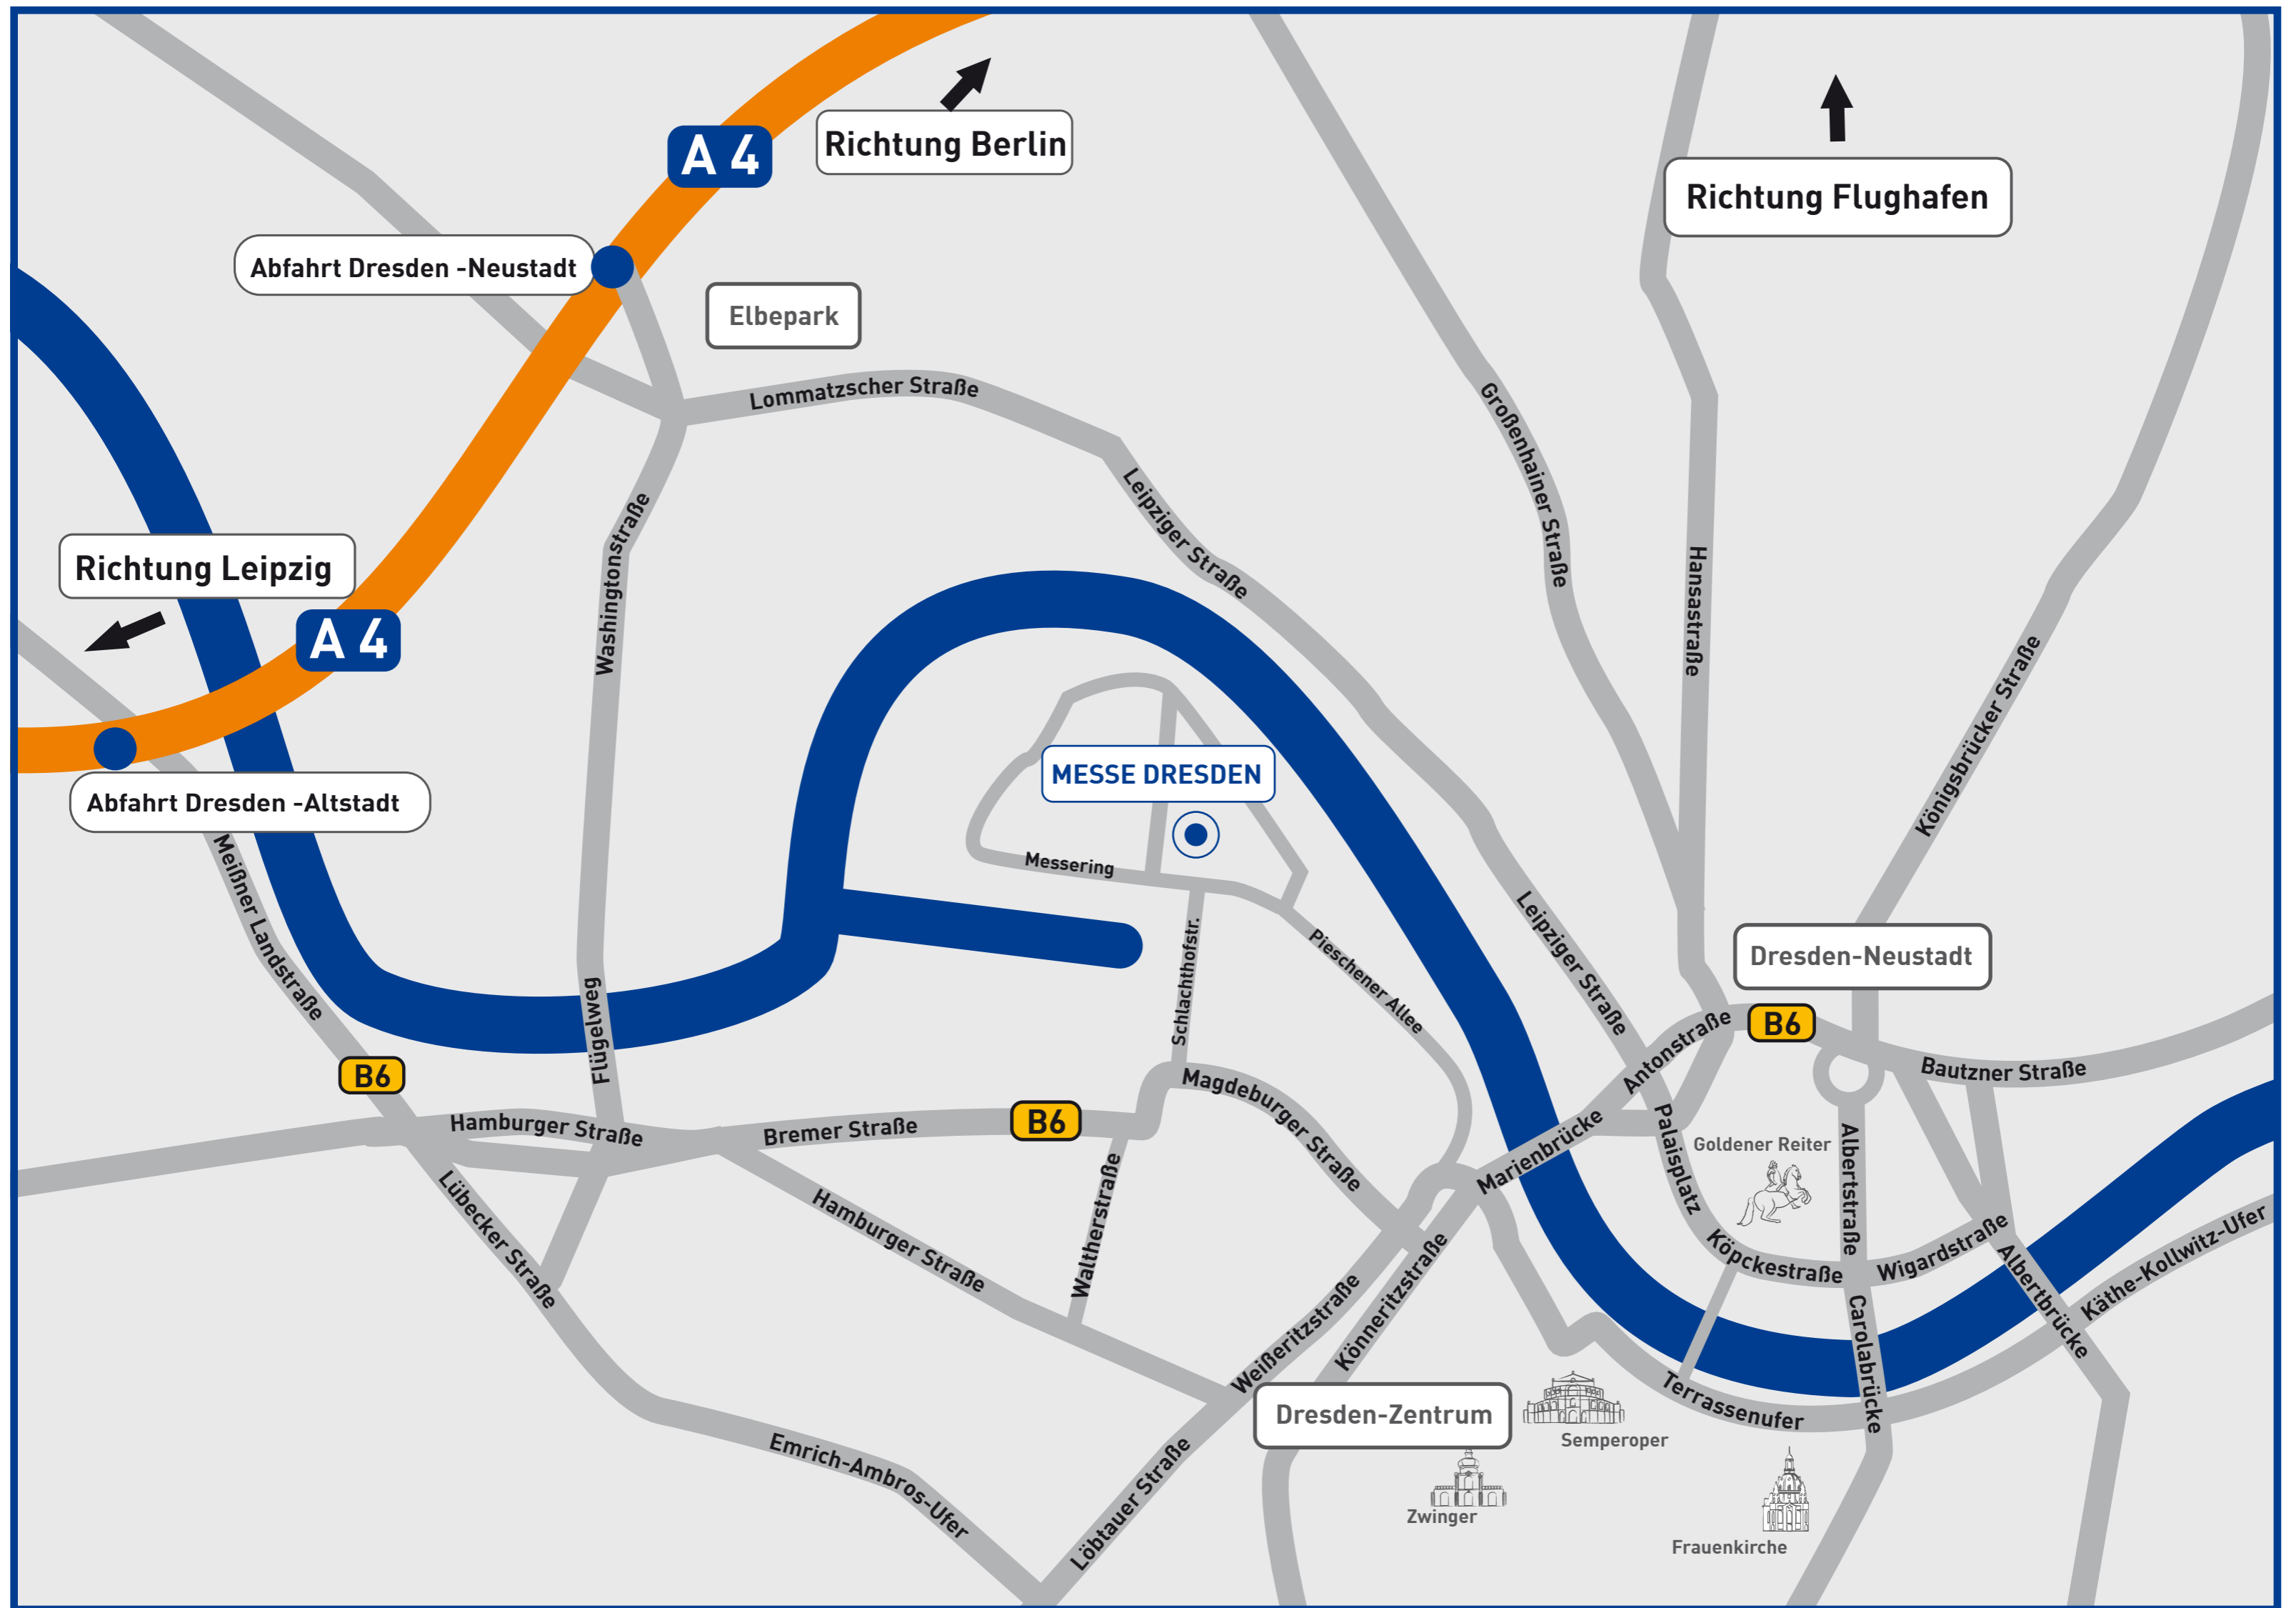 A 4
Richtung Berlin
Richtung Flughafen
Abfahrt Dresden -Neustadt
Elbepark
Lommatzscher Straße
Großenhainer Straße
Leipziger Straße
Washingtonstraße
Richtung Leipzig
A 4
Hansastraße
Königsbrücker Straße
MESSE DRESDEN
Abfahrt Dresden -Altstadt
Messering
Meißner Landstraße
Leipziger Straße
Schlachthofstr.
Pieschener Allee
Dresden-Neustadt
Flügelweg
B6
B6
Antonstraße
Bautzner Straße
Magdeburger Straße
B6
Hamburger Straße
Bremer Straße
Marienbrücke
Palaisplatz
Goldener Reiter
Albertstraße
Lübecker Straße
Hamburger Straße
Waltherstraße
Köpckestraße
Wigardstraße
Albertbrücke
Käthe-Kollwitz-Ufer
Weißeritzstraße
Könneritzstraße
Carolabrücke
Terrassenufer
Dresden-Zentrum
Semperoper
Emrich-Ambros-Ufer
Löbtauer Straße
Zwinger
Frauenkirche